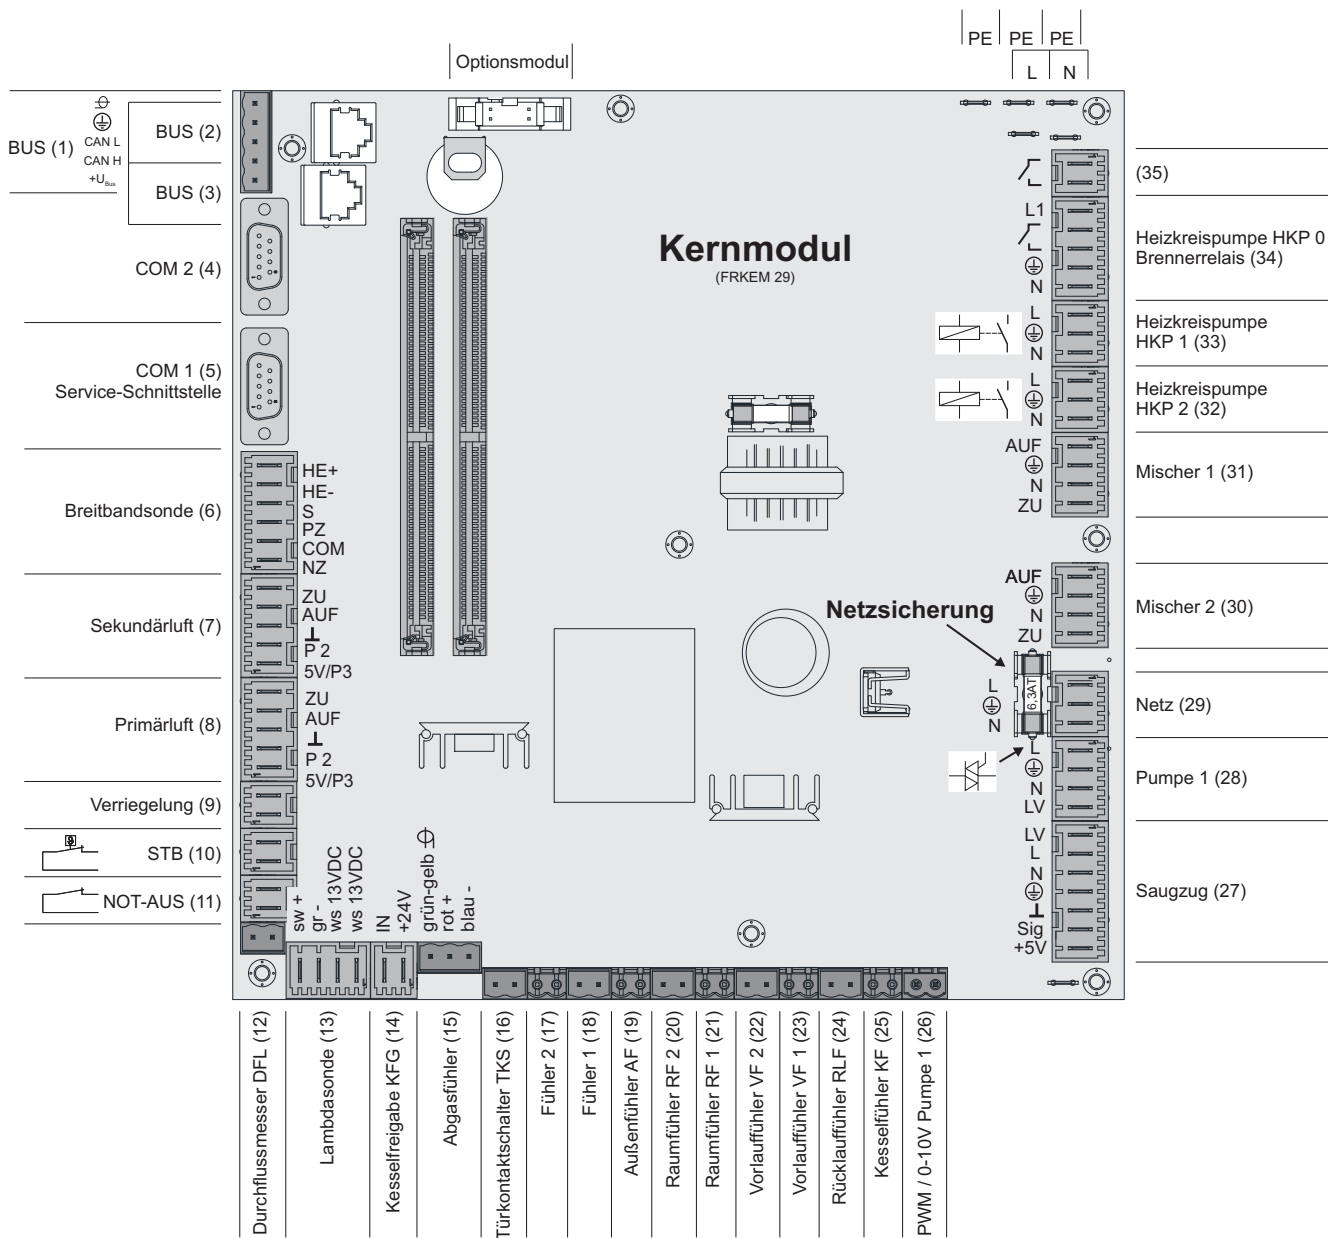 PE PE PE
L N
Optionsmodul
BUS (1)
CAN L
CAN H
+U_Bus
BUS (2)
BUS (3)
COM 2 (4)
COM 1 (5)
Service-Schnittstelle
Breitbandsonde (6)
HE+
HE-
S
PZ
COM
NZ
Sekundärluft (7)
ZU
AUF
P 2
5V/P3
Primärluft (8)
ZU
AUF
P 2
5V/P3
Verriegelung (9)
STB (10)
NOT-AUS (11)
sw +
gr -
ws 13VDC
ws 13VDC
IN
+24V
grün-gelb
rot +
blau -
Kernmodul
(FRKEM 29)
Netzsicherung
6,3AT
(35)
L1
N
Heizkreispumpe HKP 0
Brennerrelais (34)
L
N
Heizkreispumpe
HKP 1 (33)
L
N
Heizkreispumpe
HKP 2 (32)
AUF
N
ZU
Mischer 1 (31)
AUF
N
ZU
Mischer 2 (30)
L
N
Netz (29)
L
N
LV
Pumpe 1 (28)
LV
L
N
Sig
+5V
Saugzug (27)
Durchflussmesser DFL (12)
Lambdasonde (13)
Kesselfreigabe KFG (14)
Abgasfühler (15)
Türkontaktschalter TKS (16)
Fühler 2 (17)
Fühler 1 (18)
Außenfühler AF (19)
Raumfühler RF 2 (20)
Raumfühler RF 1 (21)
Vorlauffühler VF 2 (22)
Vorlauffühler VF 1 (23)
Rücklauffühler RLF (24)
Kesselfühler KF (25)
PWM / 0-10V Pumpe 1 (26)